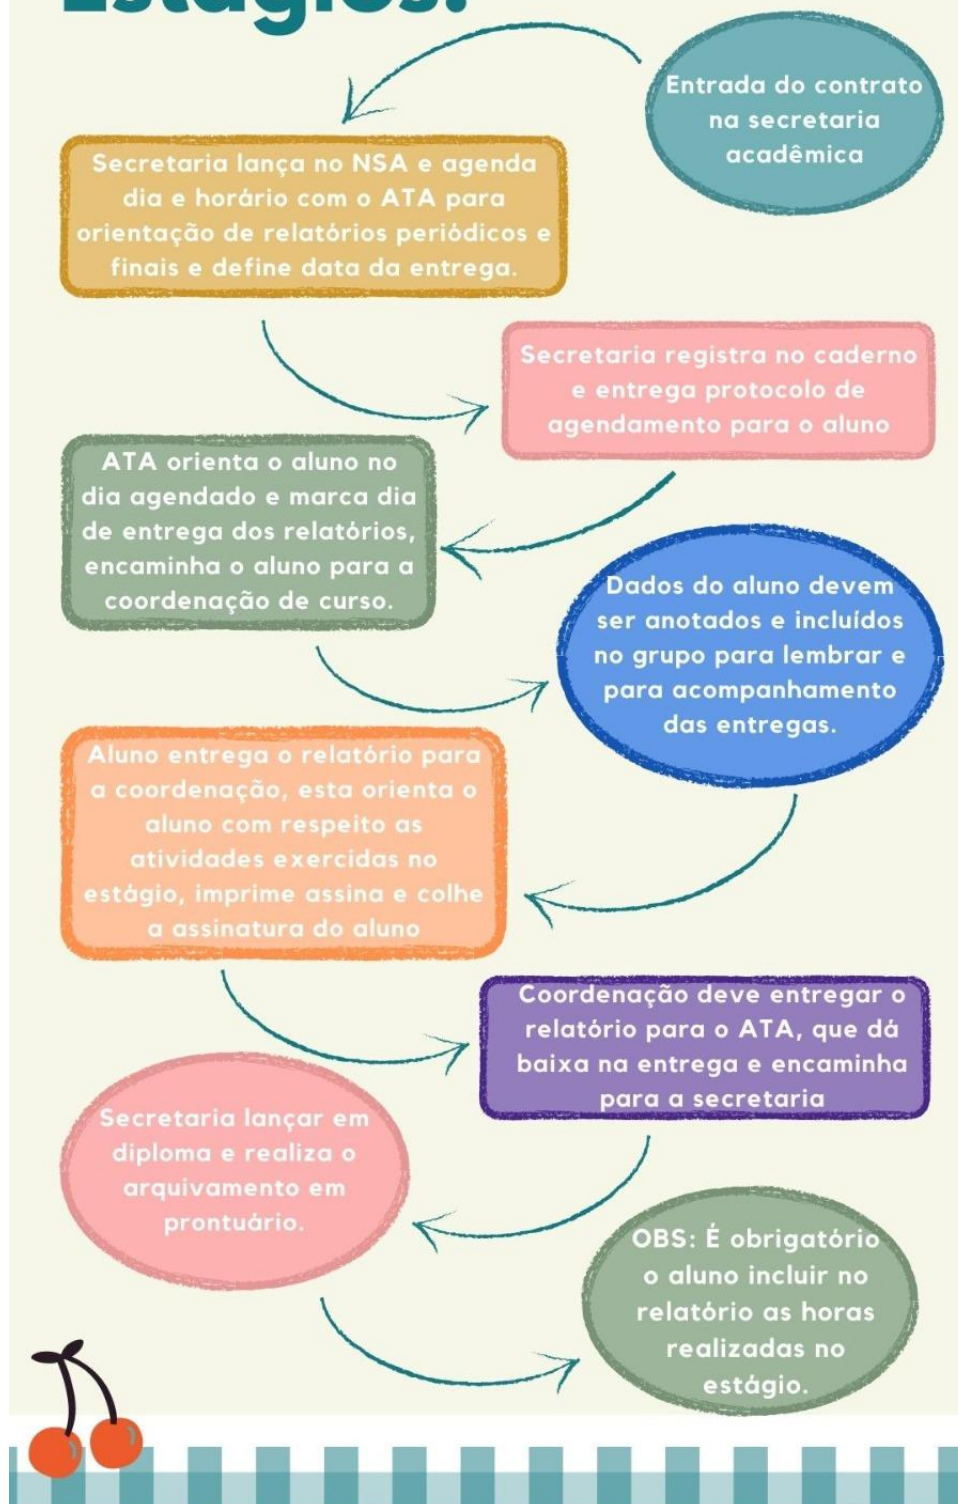 Estágios:
Entrada do contrato
na secretaria
acadêmica
Secretaria lança no NSA e agenda
dia e horário com o ATA para
orientação de relatórios periódicos e
finais e define data da entrega.
Secretaria registra no caderno
e entrega protocolo de
agendamento para o aluno
ATA orienta o aluno no
dia agendado e marca dia
de entrega dos relatórios,
encaminha o aluno para a
coordenação de curso.
Dados do aluno devem
ser anotados e incluídos
no grupo para lembrar e
para acompanhamento
das entregas.
Aluno entrega o relatório para
a coordenação, esta orienta o
aluno com respeito as
atividades exercidas no
estágio, imprime assina e colhe
a assinatura do aluno
Coordenação deve entregar o
relatório para o ATA, que dá
baixa na entrega e encaminha
para a secretaria
Secretaria lançar em
diploma e realiza o
arquivamento em
prontuário.
OBS: É obrigatório
o aluno incluir no
relatório as horas
realizadas no
estágio.